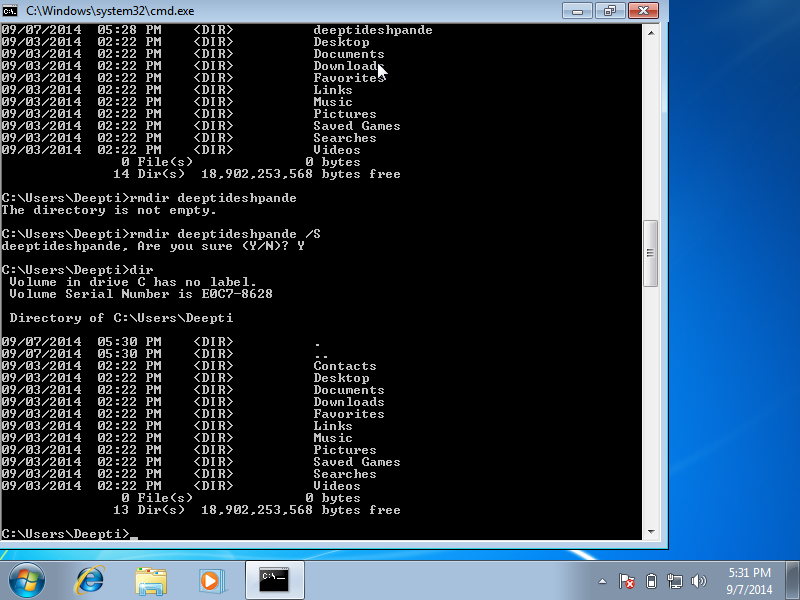 C:\Windows\system32\cmd.exe
09/07/2014  05:28 PM    <DIR>          deeptideshpande
09/03/2014  02:22 PM    <DIR>          Desktop
09/03/2014  02:22 PM    <DIR>          Documents
09/03/2014  02:22 PM    <DIR>          Downloads
09/03/2014  02:22 PM    <DIR>          Favorites
09/03/2014  02:22 PM    <DIR>          Links
09/03/2014  02:22 PM    <DIR>          Music
09/03/2014  02:22 PM    <DIR>          Pictures
09/03/2014  02:22 PM    <DIR>          Saved Games
09/03/2014  02:22 PM    <DIR>          Searches
09/03/2014  02:22 PM    <DIR>          Videos
0 File(s)              0 bytes
14 Dir(s)  18,902,253,568 bytes free
C:\Users\Deepti>rmdir deeptideshpande
The directory is not empty.
C:\Users\Deepti>rmdir deeptideshpande /S
deeptideshpande, Are you sure (Y/N)? Y
C:\Users\Deepti>dir
Volume in drive C has no label.
Volume Serial Number is E0C7-8628
Directory of C:\Users\Deepti
09/07/2014  05:30 PM    <DIR>          .
09/07/2014  05:30 PM    <DIR>          ..
09/03/2014  02:22 PM    <DIR>          Contacts
09/03/2014  02:22 PM    <DIR>          Desktop
09/03/2014  02:22 PM    <DIR>          Documents
09/03/2014  02:22 PM    <DIR>          Downloads
09/03/2014  02:22 PM    <DIR>          Favorites
09/03/2014  02:22 PM    <DIR>          Links
09/03/2014  02:22 PM    <DIR>          Music
09/03/2014  02:22 PM    <DIR>          Pictures
09/03/2014  02:22 PM    <DIR>          Saved Games
09/03/2014  02:22 PM    <DIR>          Searches
09/03/2014  02:22 PM    <DIR>          Videos
0 File(s)              0 bytes
13 Dir(s)  18,902,253,568 bytes free
C:\Users\Deepti>_
5:31 PM
9/7/2014